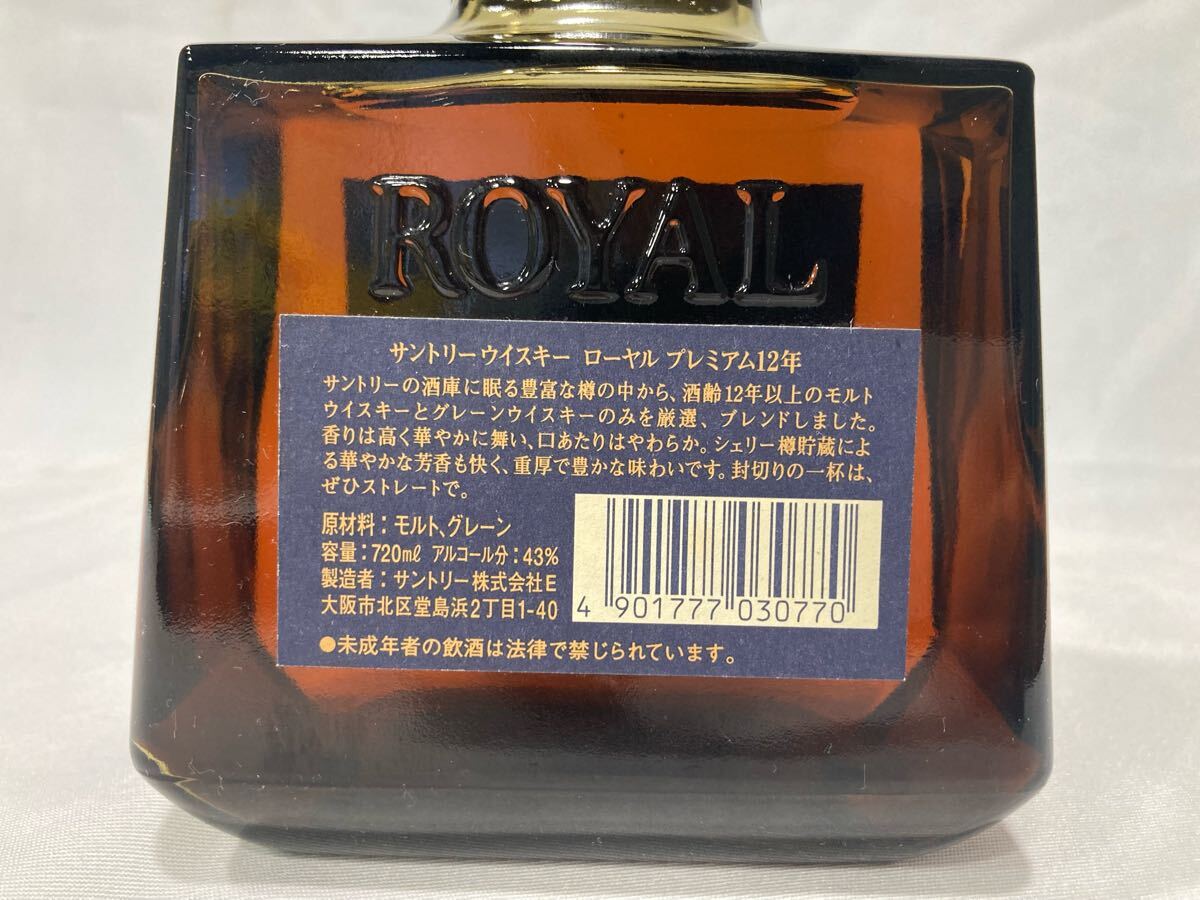 ROYAL
サントリーウイスキー ローヤル プレミアム12年
サントリーの酒庫に眠る豊富な樽の中から、酒齢12年以上のモルト
ウイスキーとグレーンウイスキーのみを厳選、ブレンドしました。
香りは高く華やかに舞い、口あたりはやわらか。シェリー樽貯蔵によ
る華やかな芳香も快く、重厚で豊かな味わいです。封切りの一杯は、
ぜひストレートで。
原材料：モルト、グレーン
容量：720mℓ アルコール分：43%
製造者：サントリー株式会社E
大阪市北区堂島浜2丁目1-40
4 901777 030770
●未成年者の飲酒は法律で禁じられています。